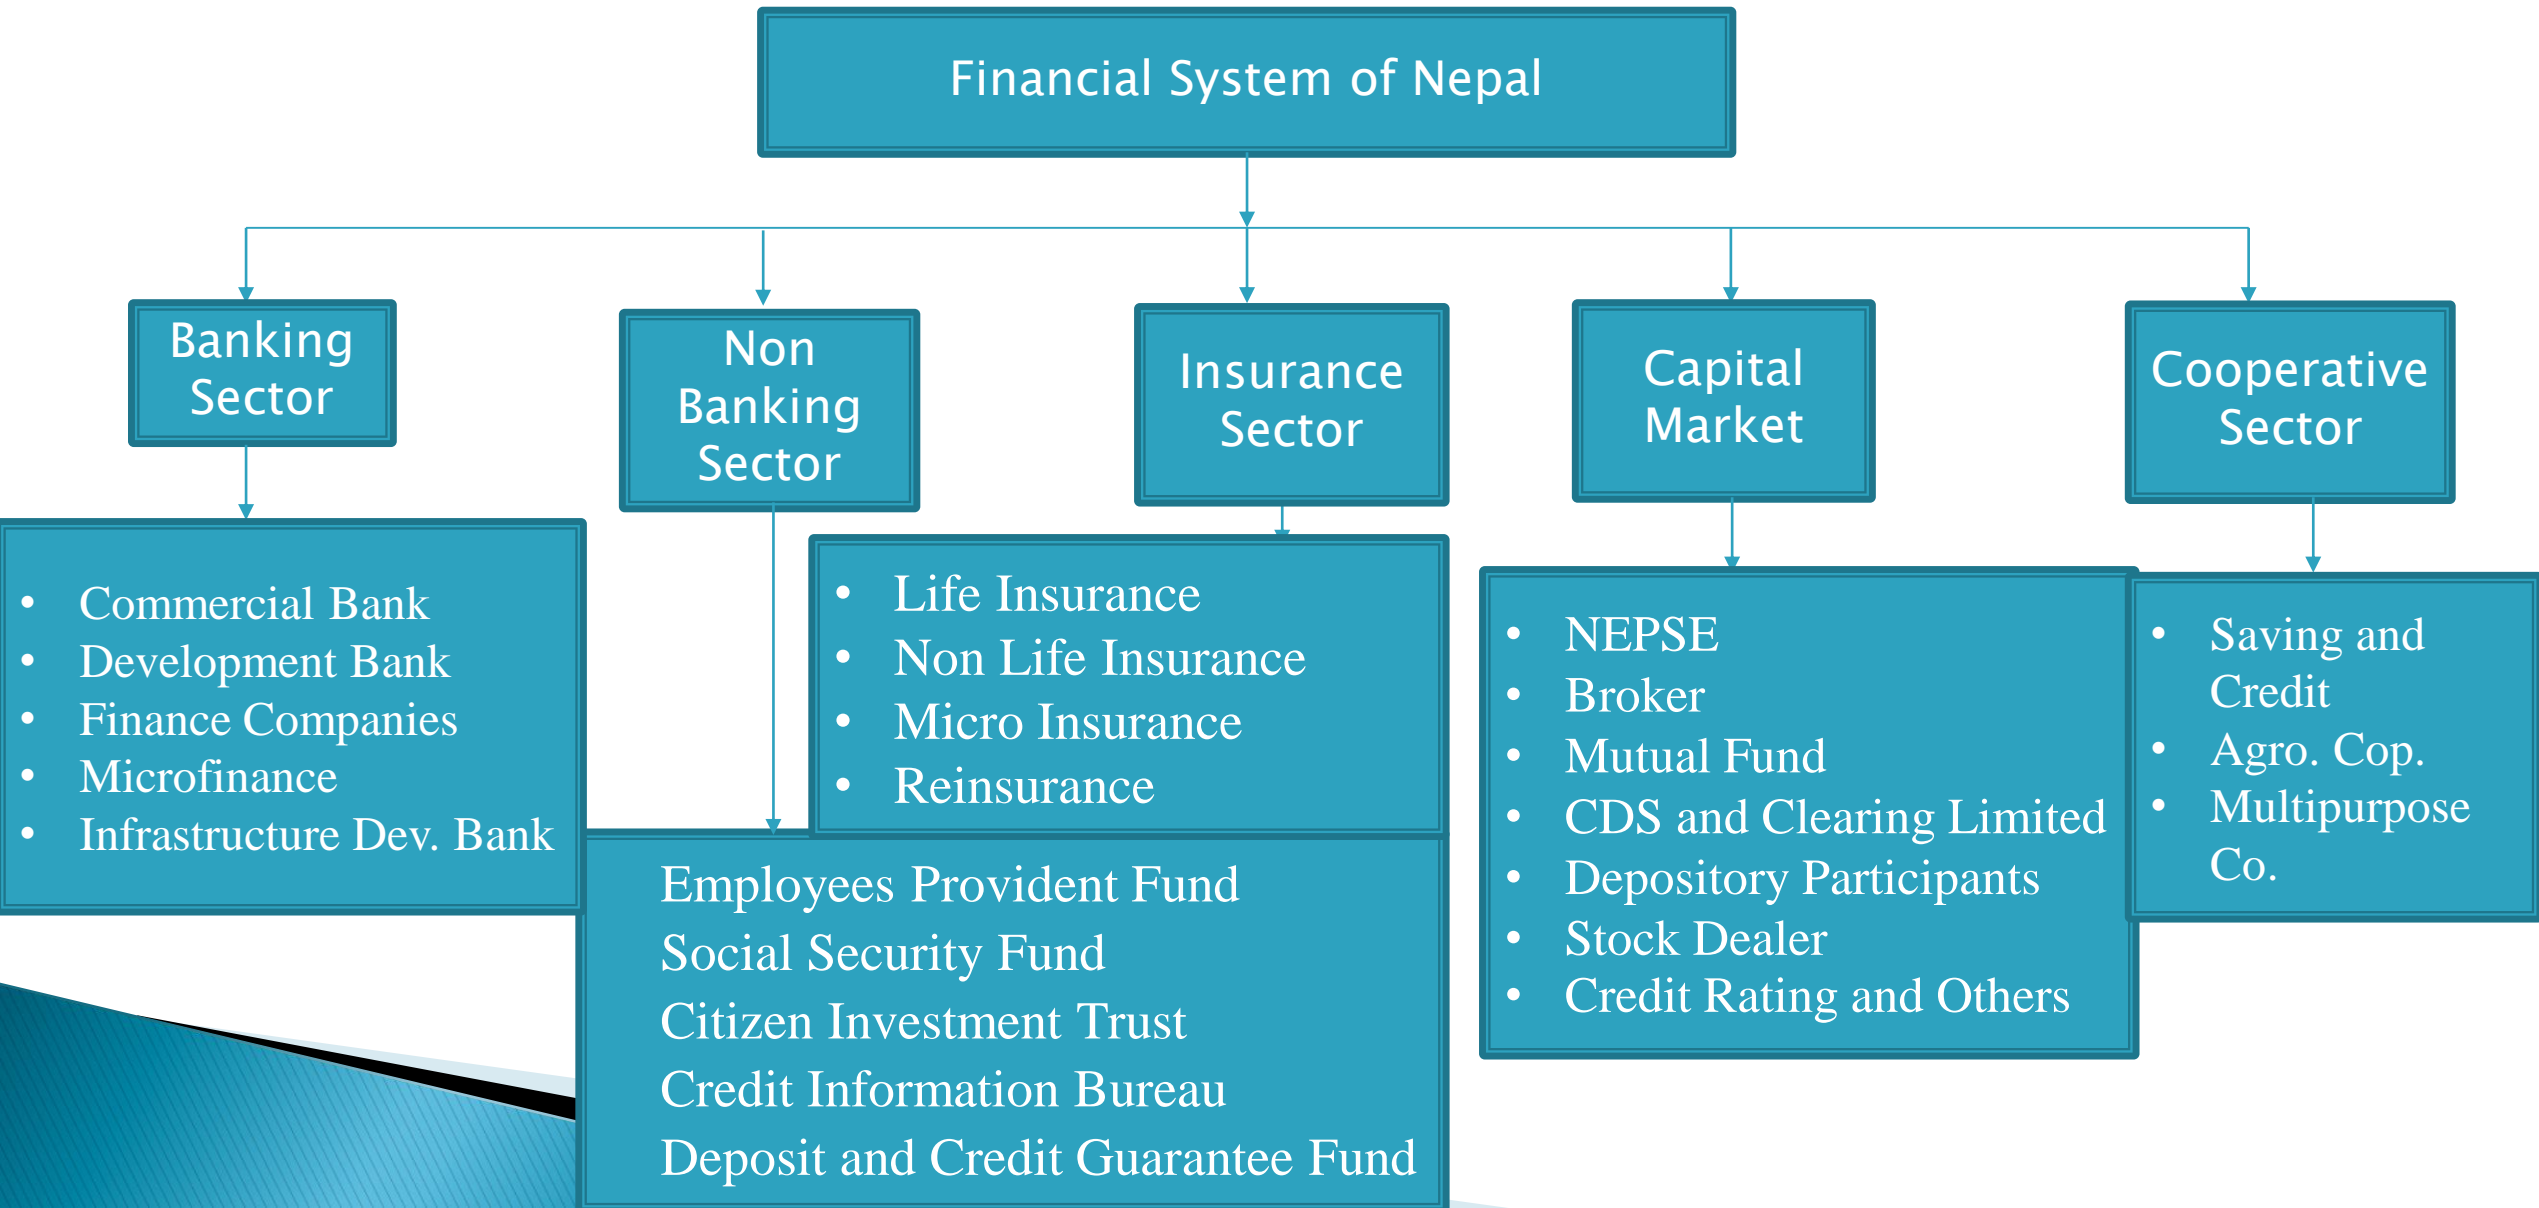 Financial System of Nepal
Banking
Sector
Non
Banking
Sector
Insurance
Sector
Capital
Market
Cooperative
Sector
• Commercial Bank
• Development Bank
• Finance Companies
• Microfinance
• Infrastructure Dev. Bank
Employees Provident Fund
Social Security Fund
Citizen Investment Trust
Credit Information Bureau
Deposit and Credit Guarantee Fund
• Life Insurance
• Non Life Insurance
• Micro Insurance
• Reinsurance
• NEPSE
• Broker
• Mutual Fund
• CDS and Clearing Limited
• Depository Participants
• Stock Dealer
• Credit Rating and Others
• Saving and
Credit
• Agro. Cop.
• Multipurpose
Co.